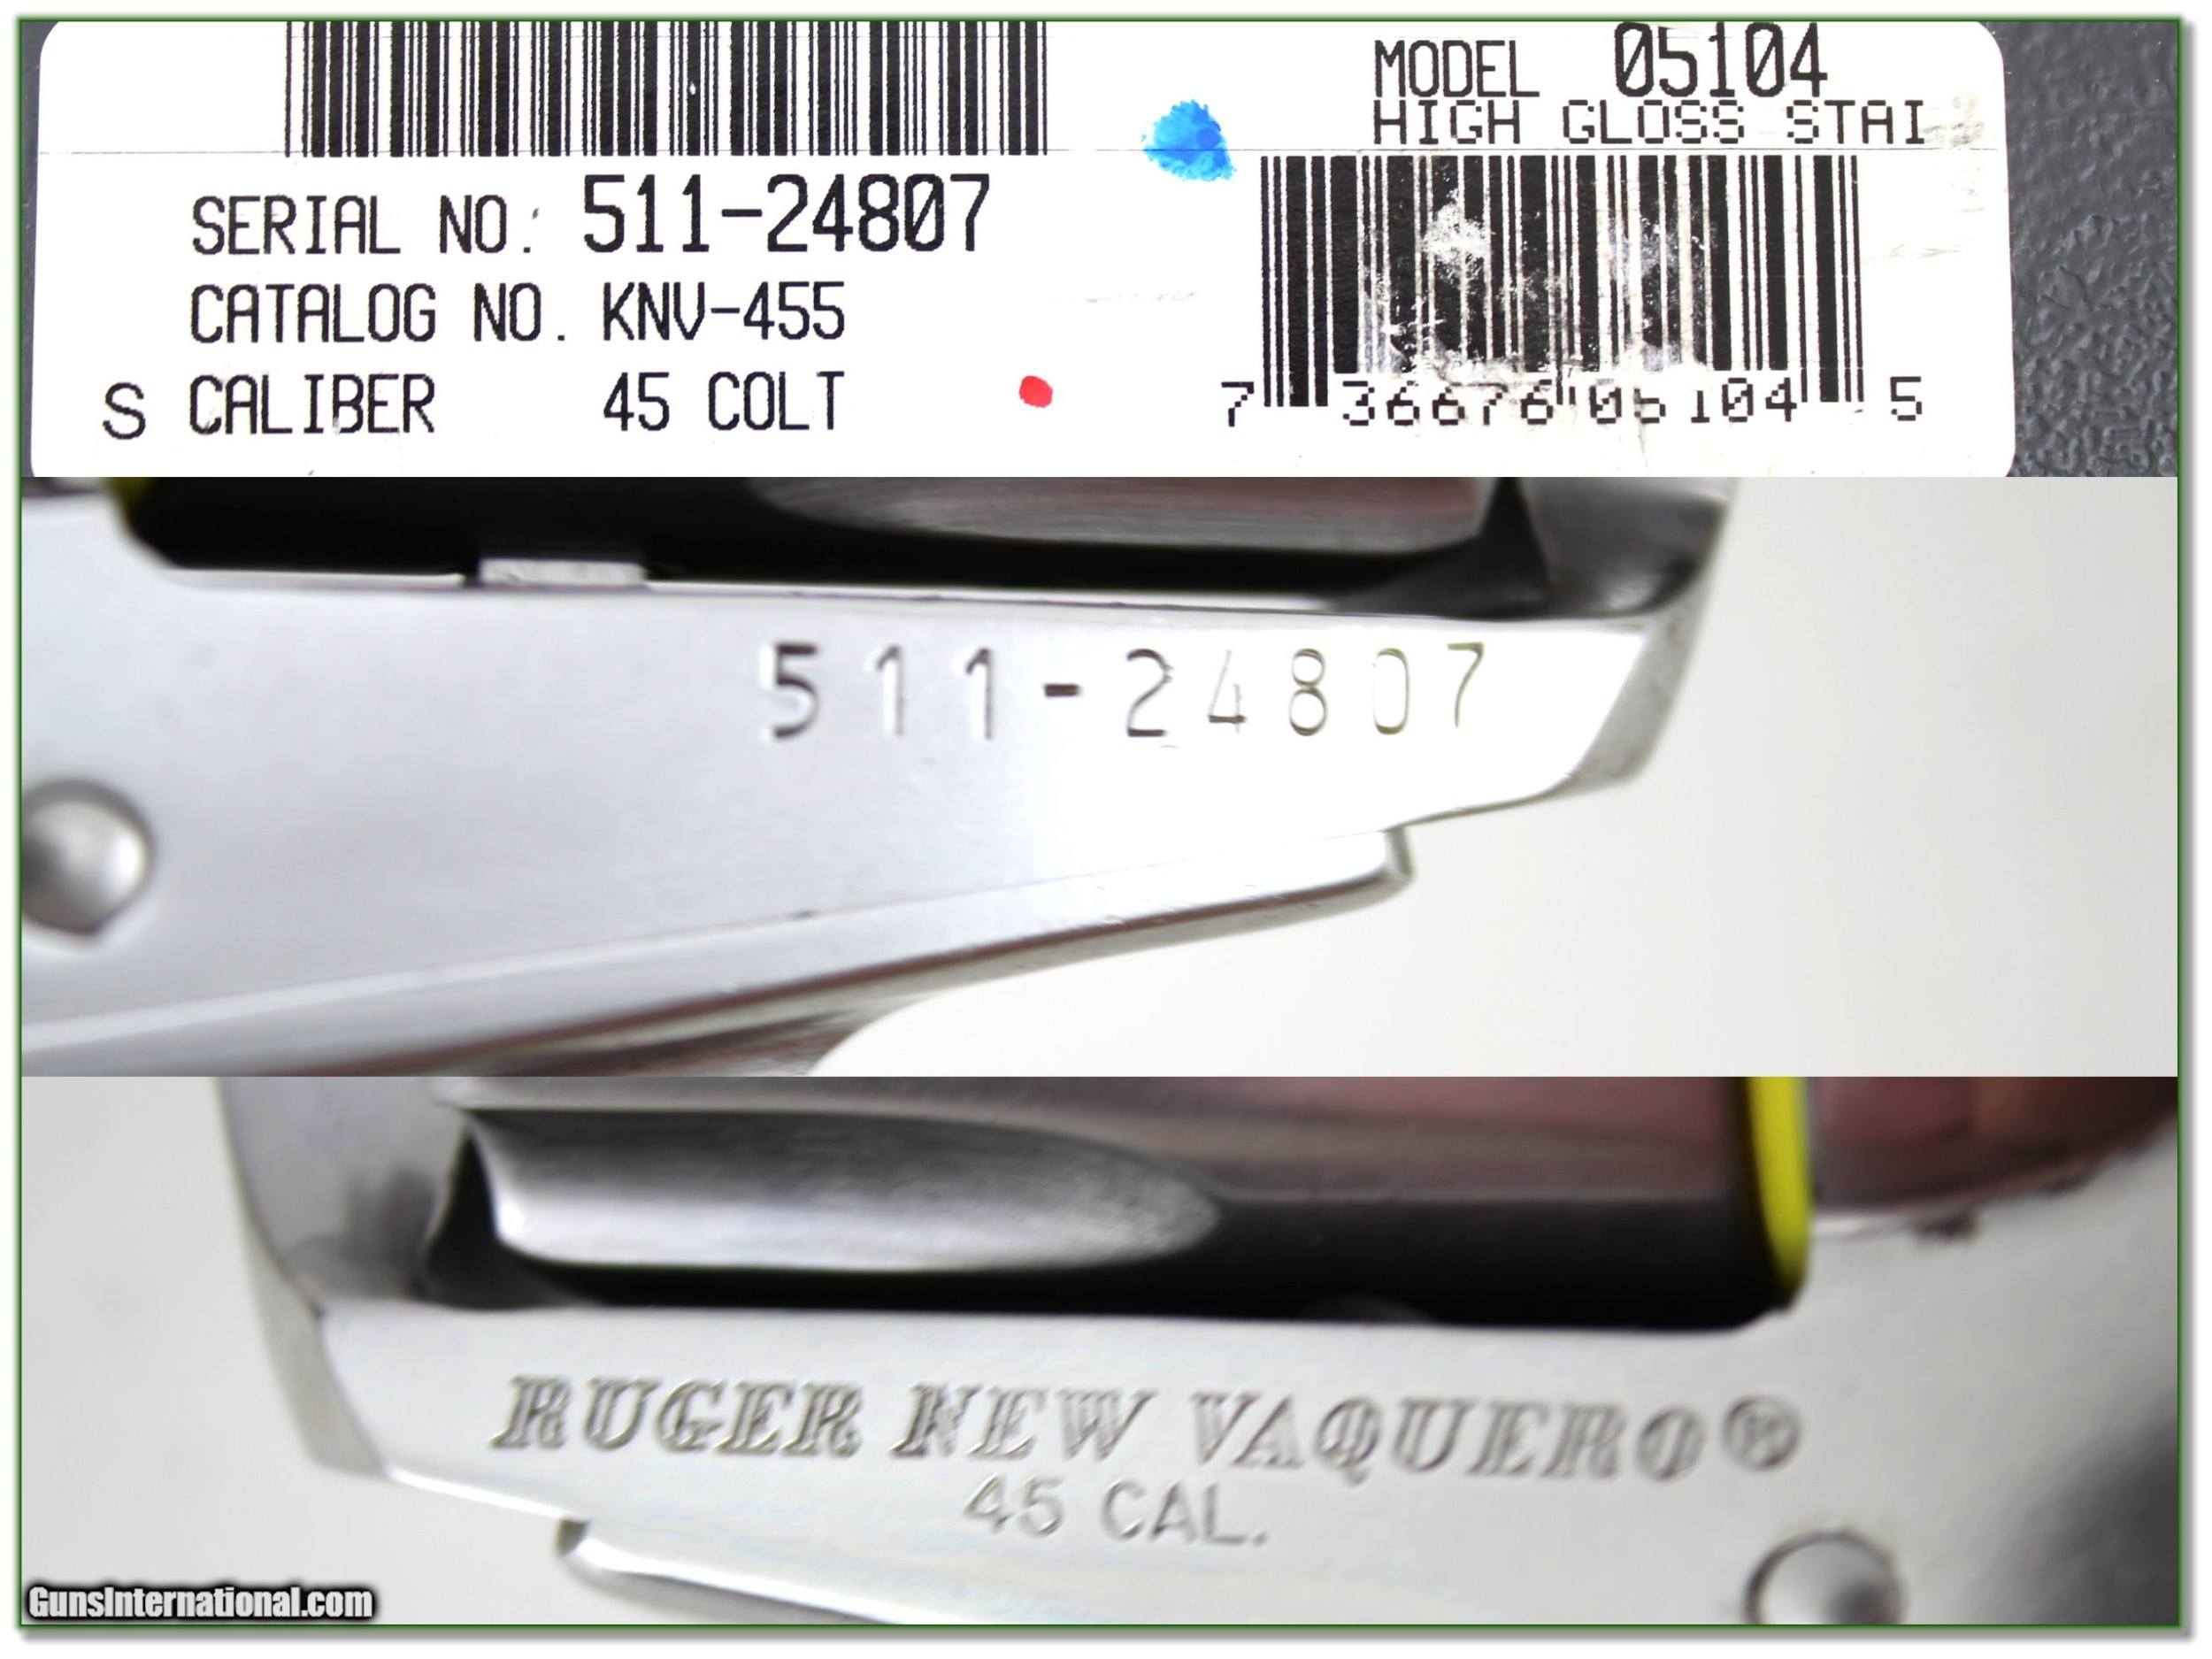 MODEL 05104
HIGH GLOSS STAI
SERIAL NO. 511-24807
CATALOG NO. KNV-455
S CALIBER 45 COLT
7 36676 05104 5
511-24807
RUGER NEW VAQUERO®
45 CAL.
GunsInternational.com